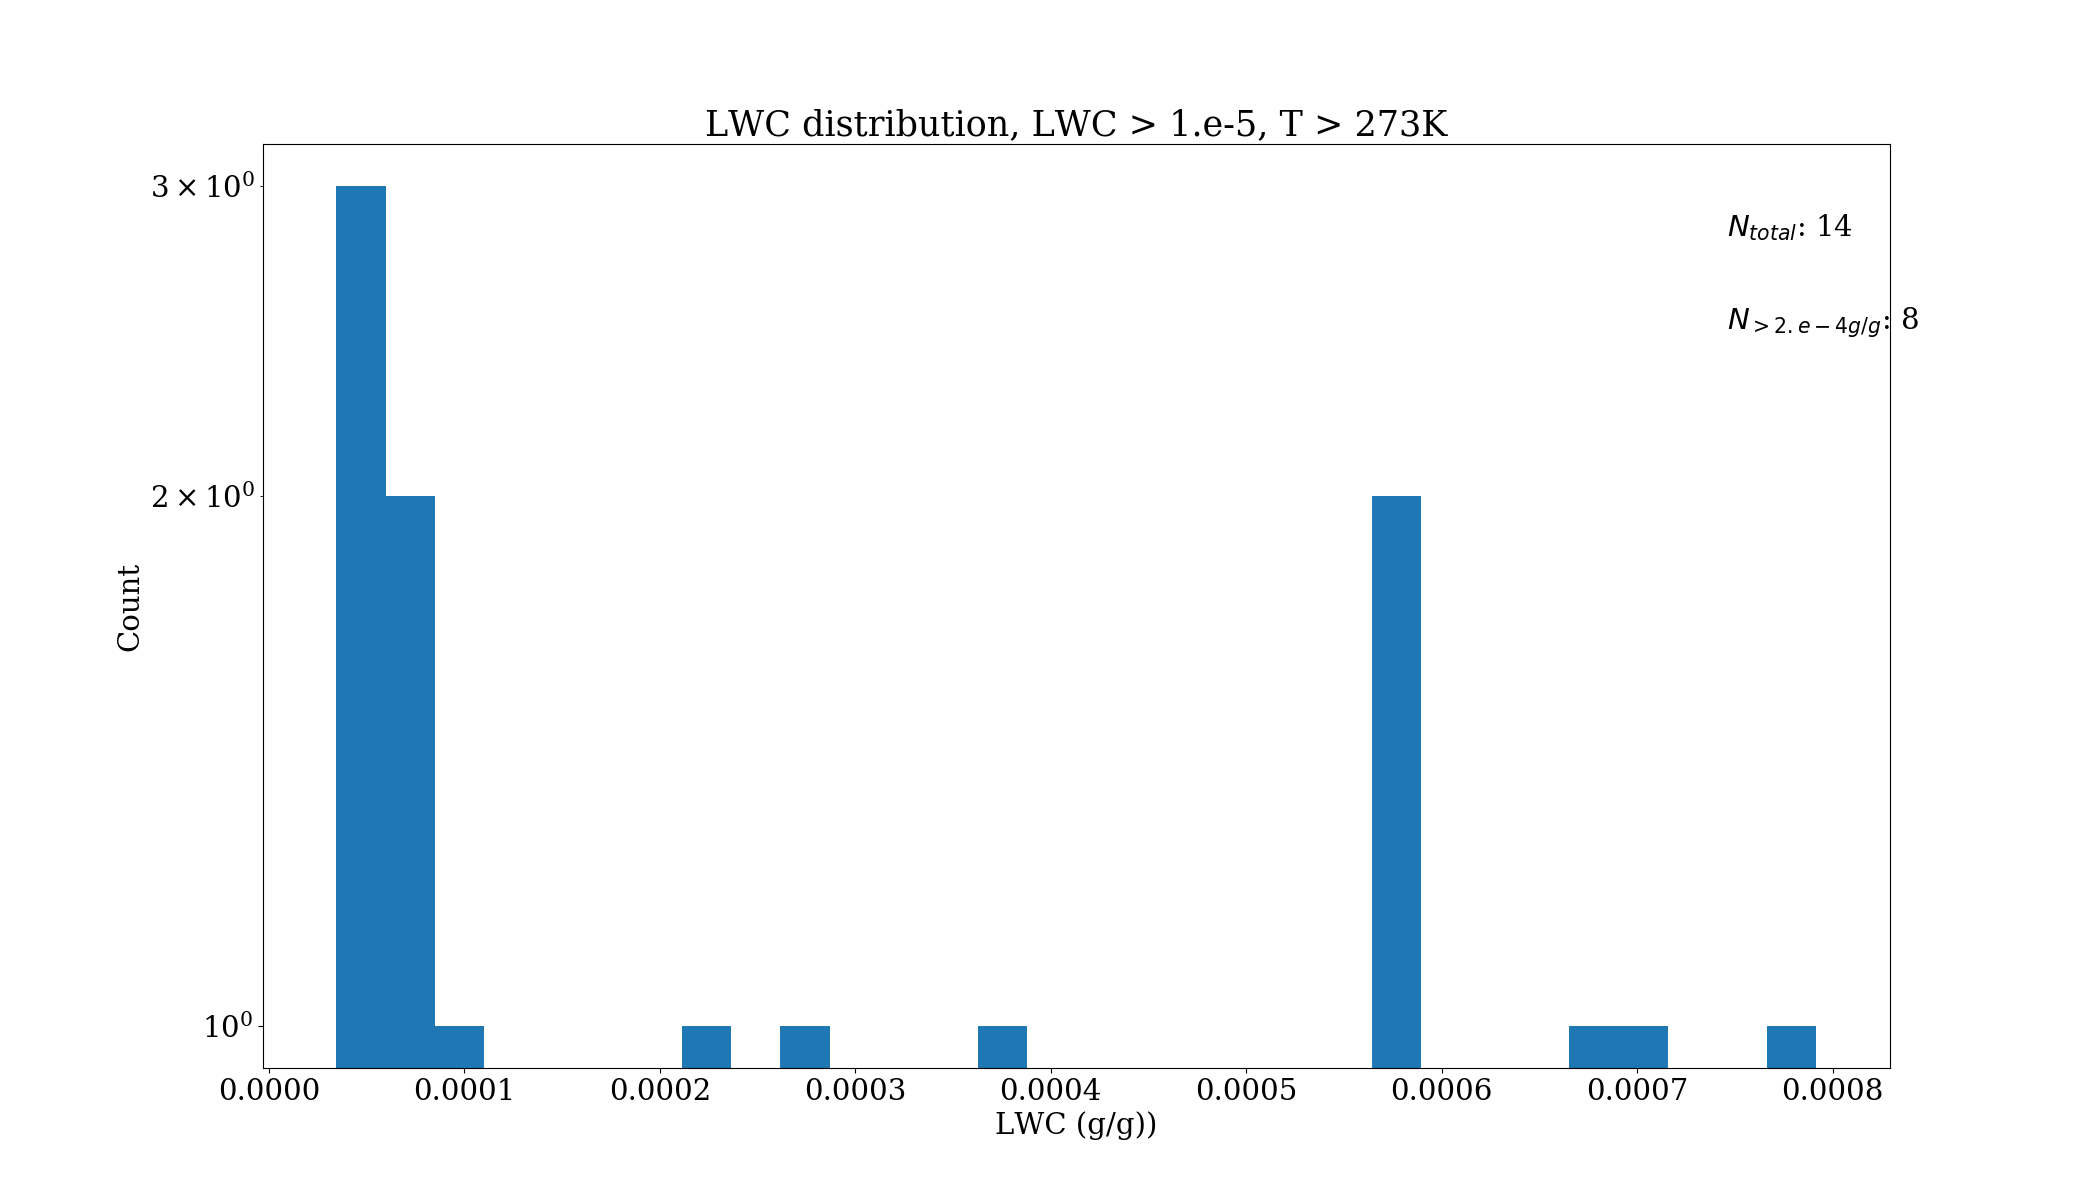 LWC distribution, LWC > 1.e-5, T > 273K
3 × 10⁰
2 × 10⁰
10⁰
Count
N_total: 14
N_>2.e−4g/g: 8
0.0000 0.0001 0.0002 0.0003 0.0004 0.0005 0.0006 0.0007 0.0008
LWC (g/g))